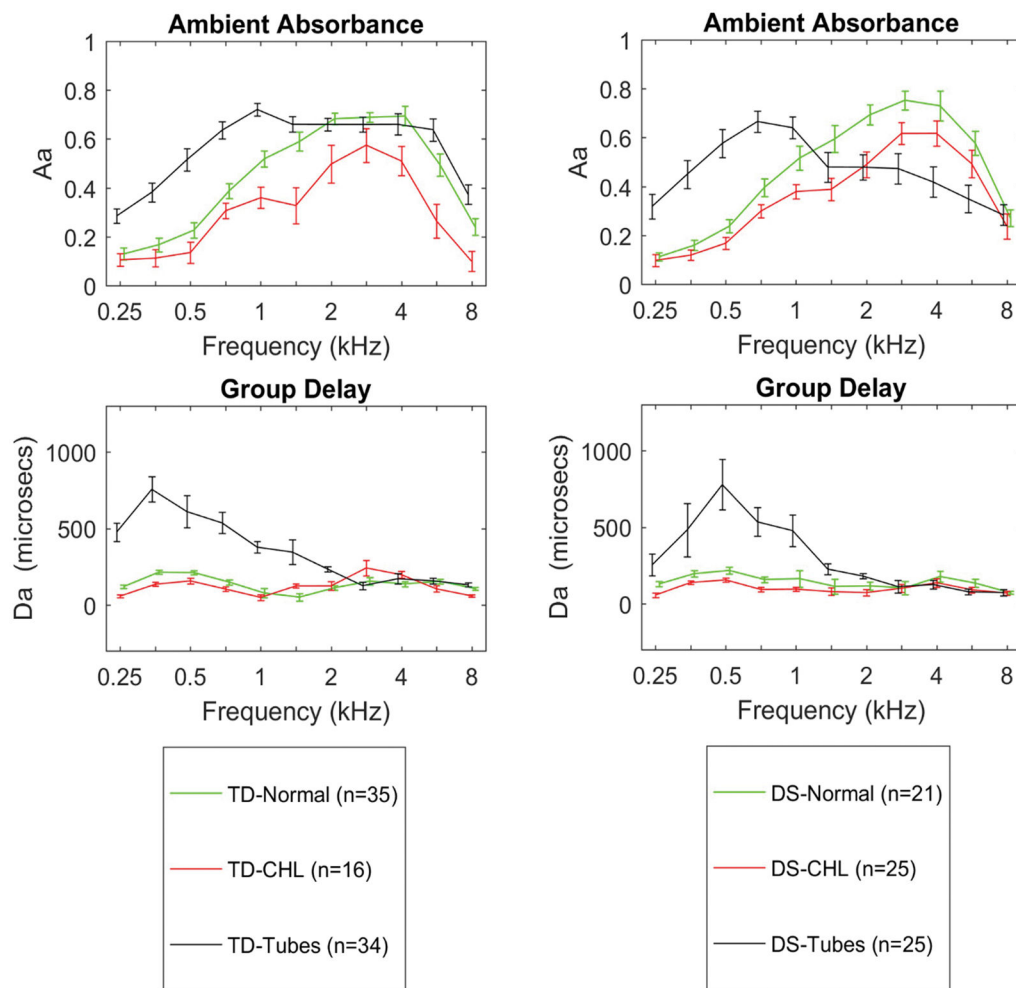 Ambient Absorbance
1
0.8
0.6
0.4
0.2
0
Aa
0.25 0.5 1 2 4 8
Frequency (kHz)
Ambient Absorbance
1
0.8
0.6
0.4
0.2
0
Aa
0.25 0.5 1 2 4 8
Frequency (kHz)
Group Delay
1000
500
0
Da (microsecs)
0.25 0.5 1 2 4 8
Frequency (kHz)
Group Delay
1000
500
0
Da (microsecs)
0.25 0.5 1 2 4 8
Frequency (kHz)
TD-Normal (n=35)
TD-CHL (n=16)
TD-Tubes (n=34)
DS-Normal (n=21)
DS-CHL (n=25)
DS-Tubes (n=25)